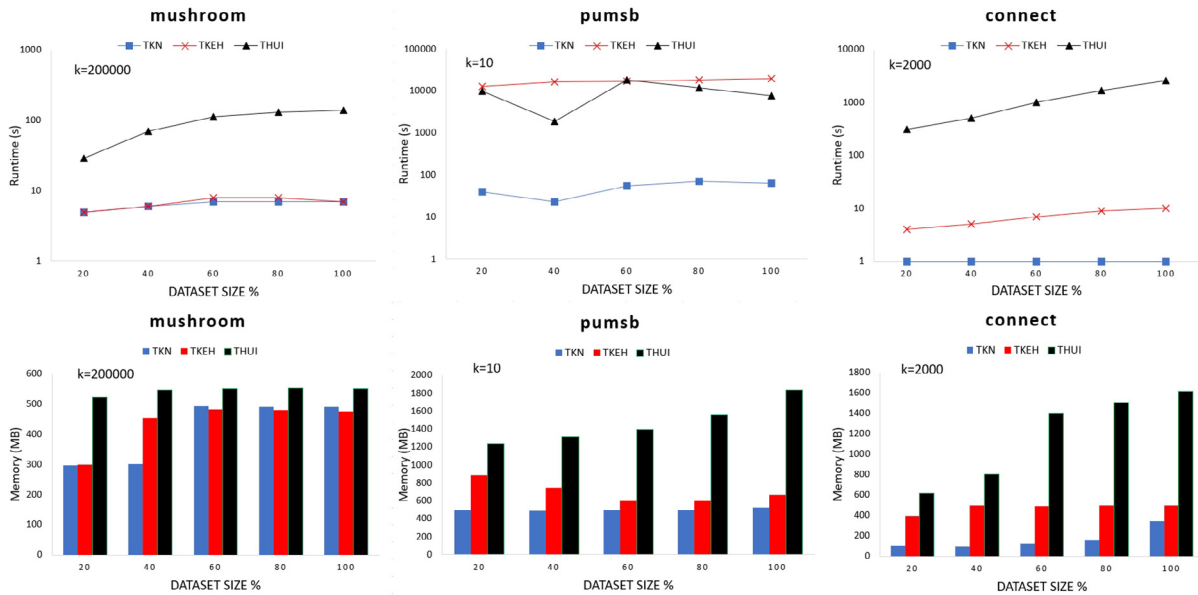 mushroom
TKN TKEH THUI
k=200000
1000
100
10
1
Runtime (s)
20 40 60 80 100
DATASET SIZE %
pumsb
TKN TKEH THUI
k=10
100000
10000
1000
100
10
1
Runtime (s)
20 40 60 80 100
DATASET SIZE %
connect
TKN TKEH THUI
k=2000
10000
1000
100
10
1
Runtime (s)
20 40 60 80 100
DATASET SIZE %
mushroom
TKN TKEH THUI
k=200000
600
500
400
300
200
100
0
Memory (MB)
20 40 60 80 100
DATASET SIZE %
pumsb
TKN TKEH THUI
k=10
2000
1800
1600
1400
1200
1000
800
600
400
200
0
Memory (MB)
20 40 60 80 100
DATASET SIZE %
connect
TKN TKEH THUI
k=2000
1800
1600
1400
1200
1000
800
600
400
200
0
Memory (MB)
20 40 60 80 100
DATASET SIZE %